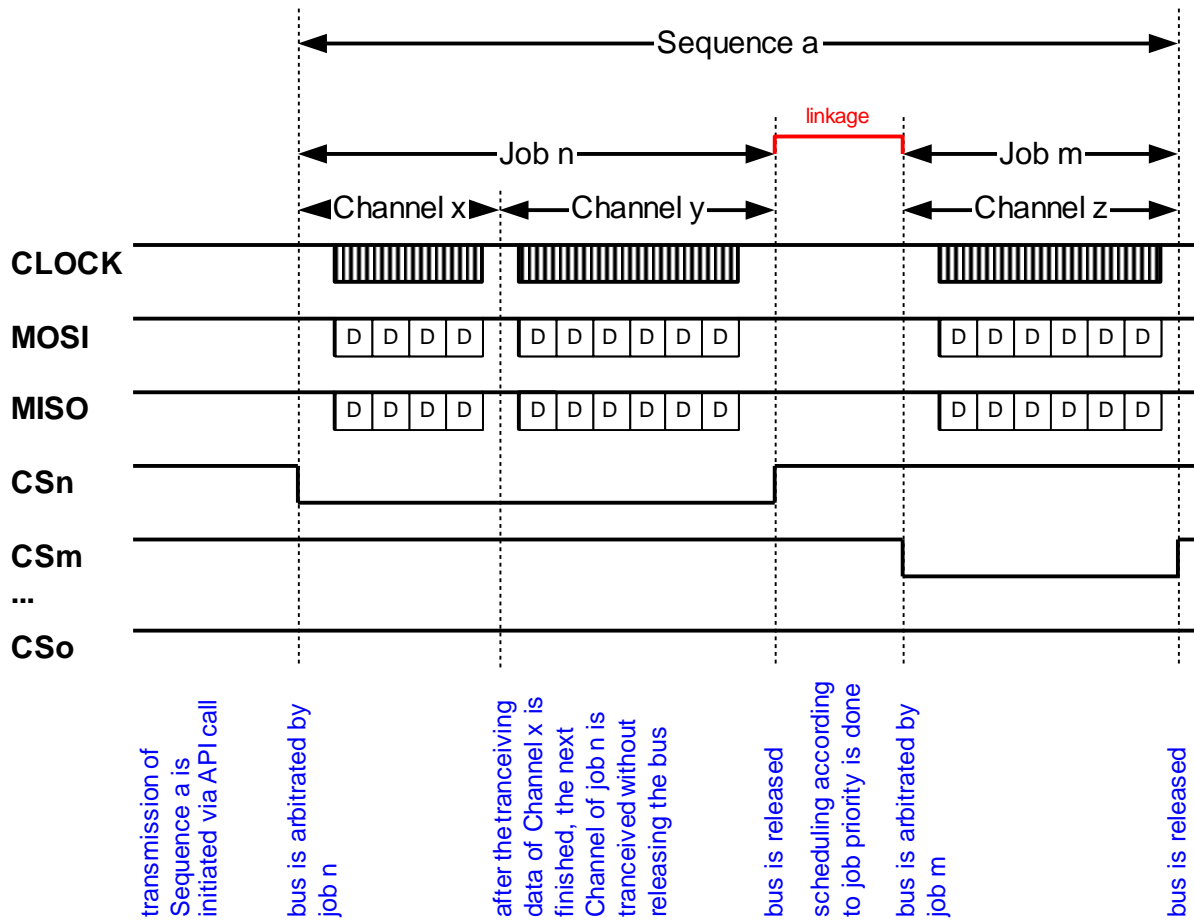 Sequence a
linkage
Job n
Job m
Channel x
Channel y
Channel z
CLOCK
MOSI
D D D D
D D D D D D
D D D D D D
MISO
D D D D
D D D D D D
D D D D D D
CSn
CSm
...
CSo
transmission of
Sequence a is
initiated via API call
bus is arbitrated by
job n
after the tranceiving
data of Channel x is
finished, the next
Channel of job n is
tranceived without
releasing the bus
bus is released
scheduling according
to job priority is done
bus is arbitrated by
job m
bus is released